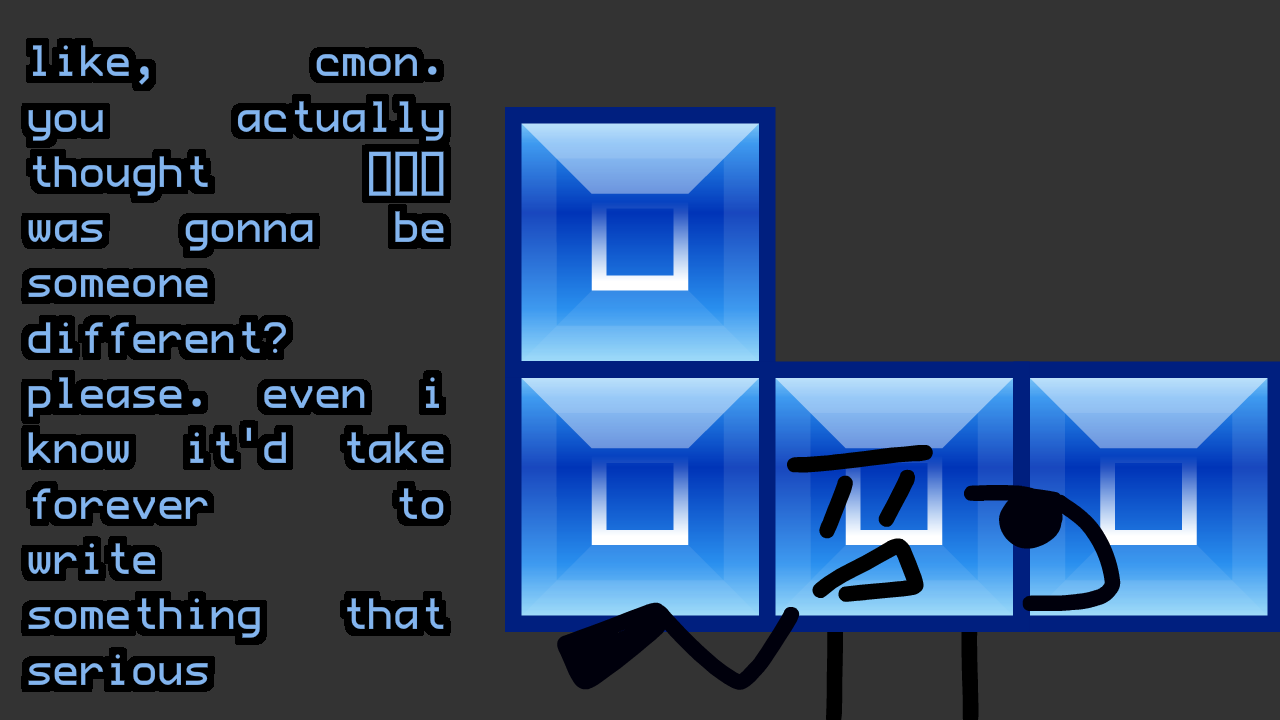 like, cmon.
you actually
thought
was gonna be
someone
different?
please. even i
know it'd take
forever to
write
something that
serious